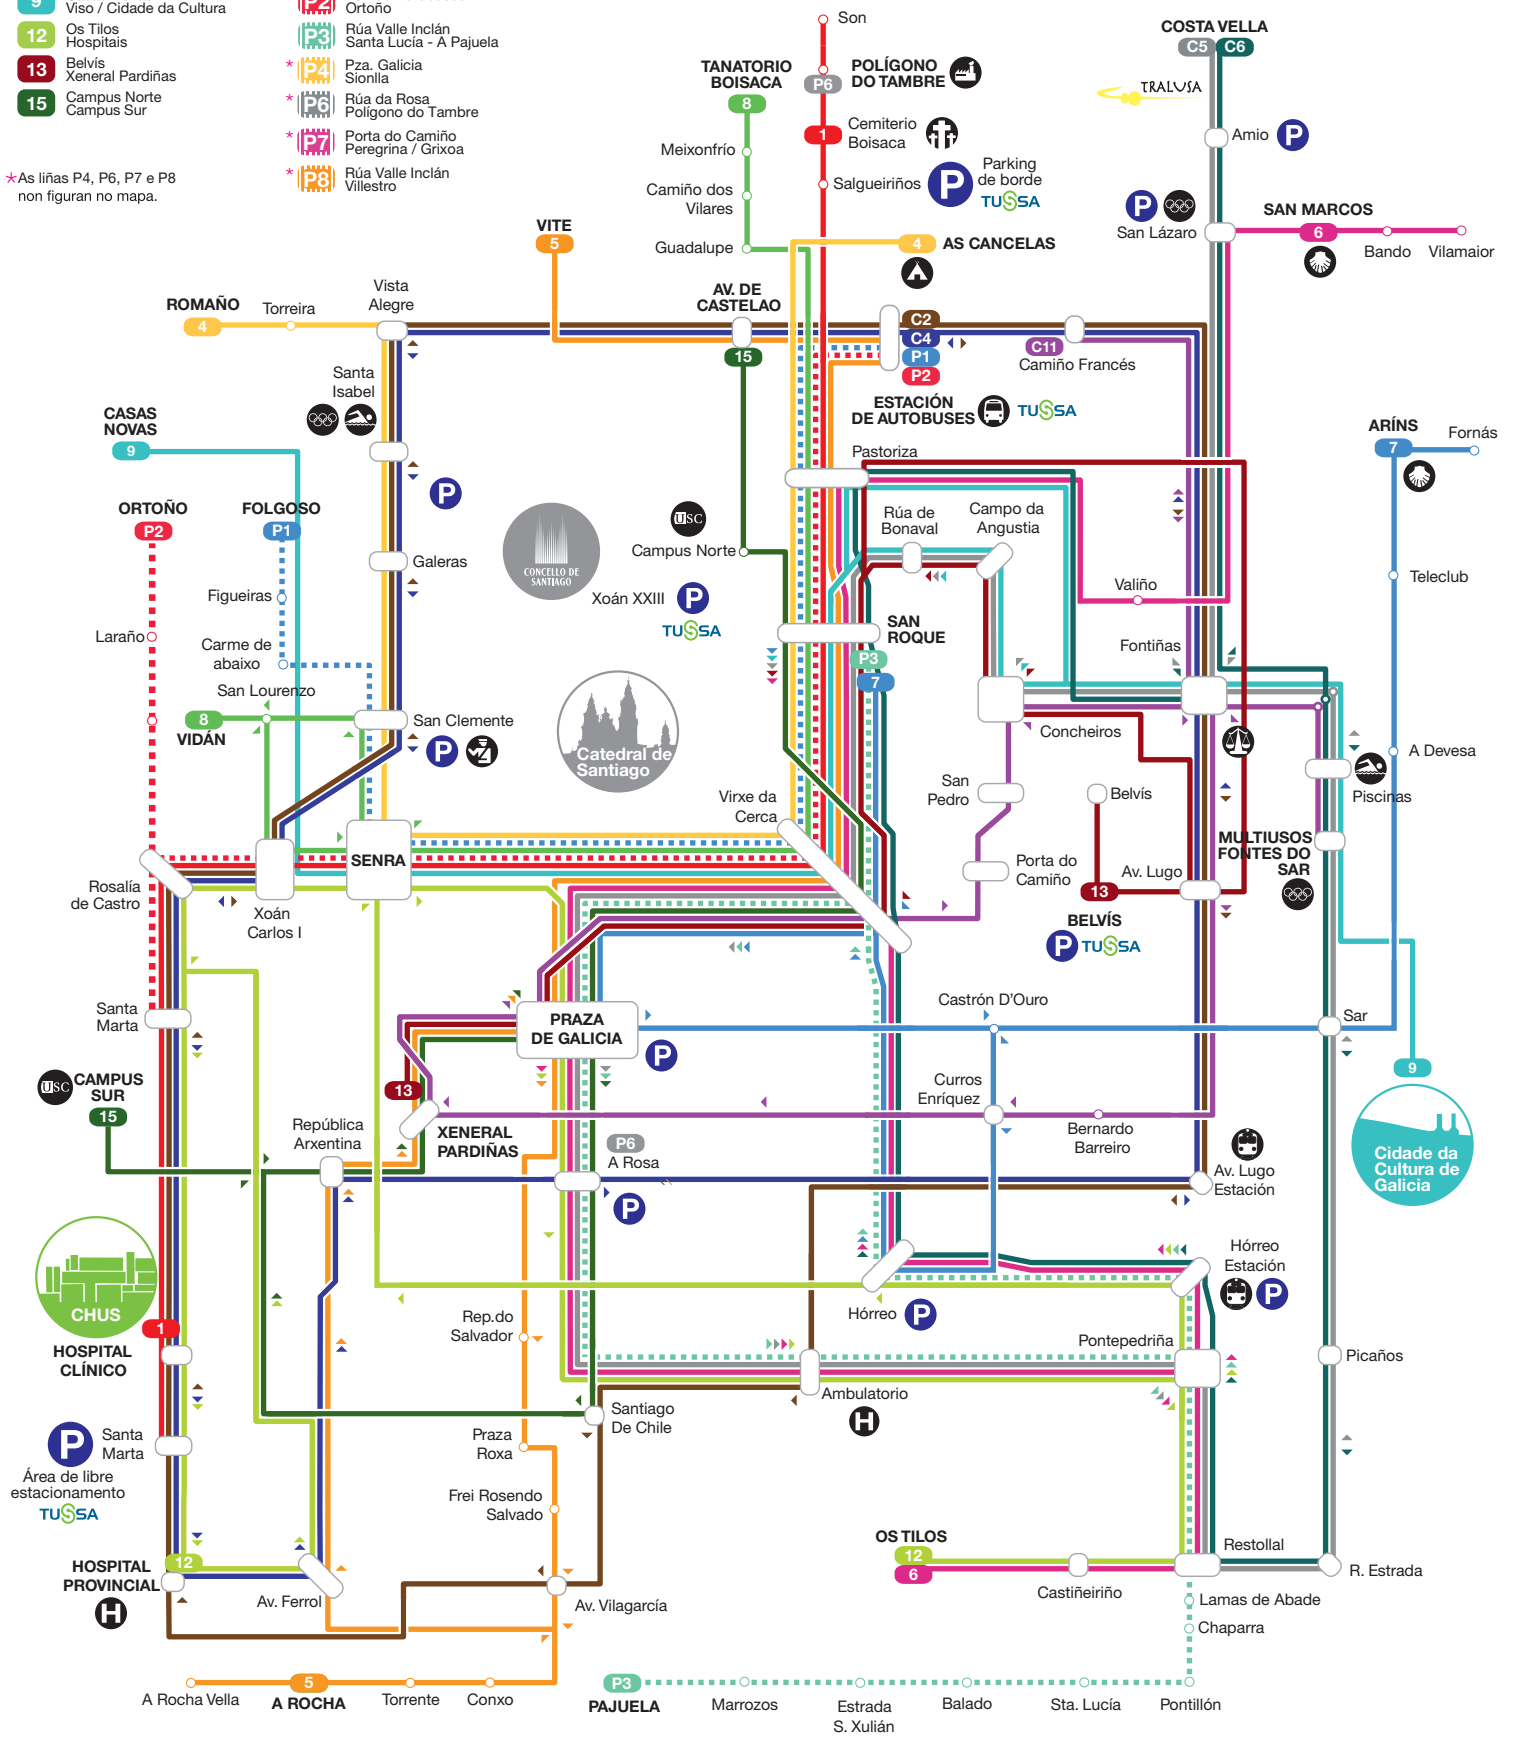 9
Viso / Cidade da Cultura
12
Os Tilos
Hospitais
13
Belvís
Xeneral Pardiñas
15
Campus Norte
Campus Sur
P2
Ortoño
P3
Rúa Valle Inclán
Santa Lucía - A Pajuela
* P4
Pza. Galicia
Sionlla
* P6
Rúa da Rosa
Polígono do Tambre
* P7
Porta do Camiño
Peregrina / Grixoa
* P8
Rúa Valle Inclán
Villestro
*As liñas P4, P6, P7 e P8
non figuran no mapa.
Son
P6
POLÍGONO
DO TAMBRE
TANATORIO
BOISACA
8
1
Cemiterio
Boisaca
Meixonfrío
Camiño dos
Vilares
Guadalupe
Salgueiriños
P
Parking
de borde
TUSSA
COSTA VELLA
C5
C6
TRALUSA
Amio
P
P
San Lázaro
SAN MARCOS
6
Bando
Vilamaior
VITE
5
4
AS CANCELAS
ROMAÑO
4
Torreira
Vista
Alegre
AV. DE
CASTELAO
15
C2
C4
P1
P2
C11
Camiño Francés
ESTACIÓN
DE AUTOBUSES
TUSSA
Santa
Isabel
P
CASAS
NOVAS
9
ORTOÑO
P2
FOLGOSO
P1
Figueiras
Laraño
Carme de
abaixo
San Lourenzo
8
VIDÁN
Galeras
San Clemente
P
CONCELLO DE
SANTIAGO
USC
Campus Norte
Xoán XXIII
P
TUSSA
Catedral de
Santiago
Pastoriza
Rúa de
Bonaval
Campo da
Angustia
SAN
ROQUE
P3
7
Valiño
Fontiñas
ARÍNS
7
Fornás
Teleclub
A Devesa
Concheiros
San
Pedro
Belvís
Porta do
Camiño
Av. Lugo
13
BELVÍS
P
TUSSA
Piscinas
MULTIUSOS
FONTES DO
SAR
Virxe da
Cerca
SENRA
Rosalía
de Castro
Xoán
Carlos I
Santa
Marta
PRAZA
DE GALICIA
P
Castrón D'Ouro
Sar
9
Cidade da
Cultura de
Galicia
USC
CAMPUS
SUR
15
13
XENERAL
PARDIÑAS
República
Arxentina
P6
A Rosa
P
Curros
Enríquez
Bernardo
Barreiro
Av. Lugo
Estación
CHUS
1
HOSPITAL
CLÍNICO
Rep.do
Salvador
Hórreo
P
Hórreo
Estación
P
Pontepedriña
Picaños
Ambulatorio
H
Santiago
De Chile
Praza
Roxa
P
Santa
Marta
Área de libre
estacionamento
TUSSA
Frei Rosendo
Salvado
HOSPITAL
PROVINCIAL
12
H
Av. Ferrol
Av. Vilagarcía
OS TILOS
12
6
Castiñeiriño
Restollal
R. Estrada
Lamas de Abade
Chaparra
A Rocha Vella
5
A ROCHA
Torrente
Conxo
P3
PAJUELA
Marrozos
Estrada
S. Xulián
Balado
Sta. Lucía
Pontillón